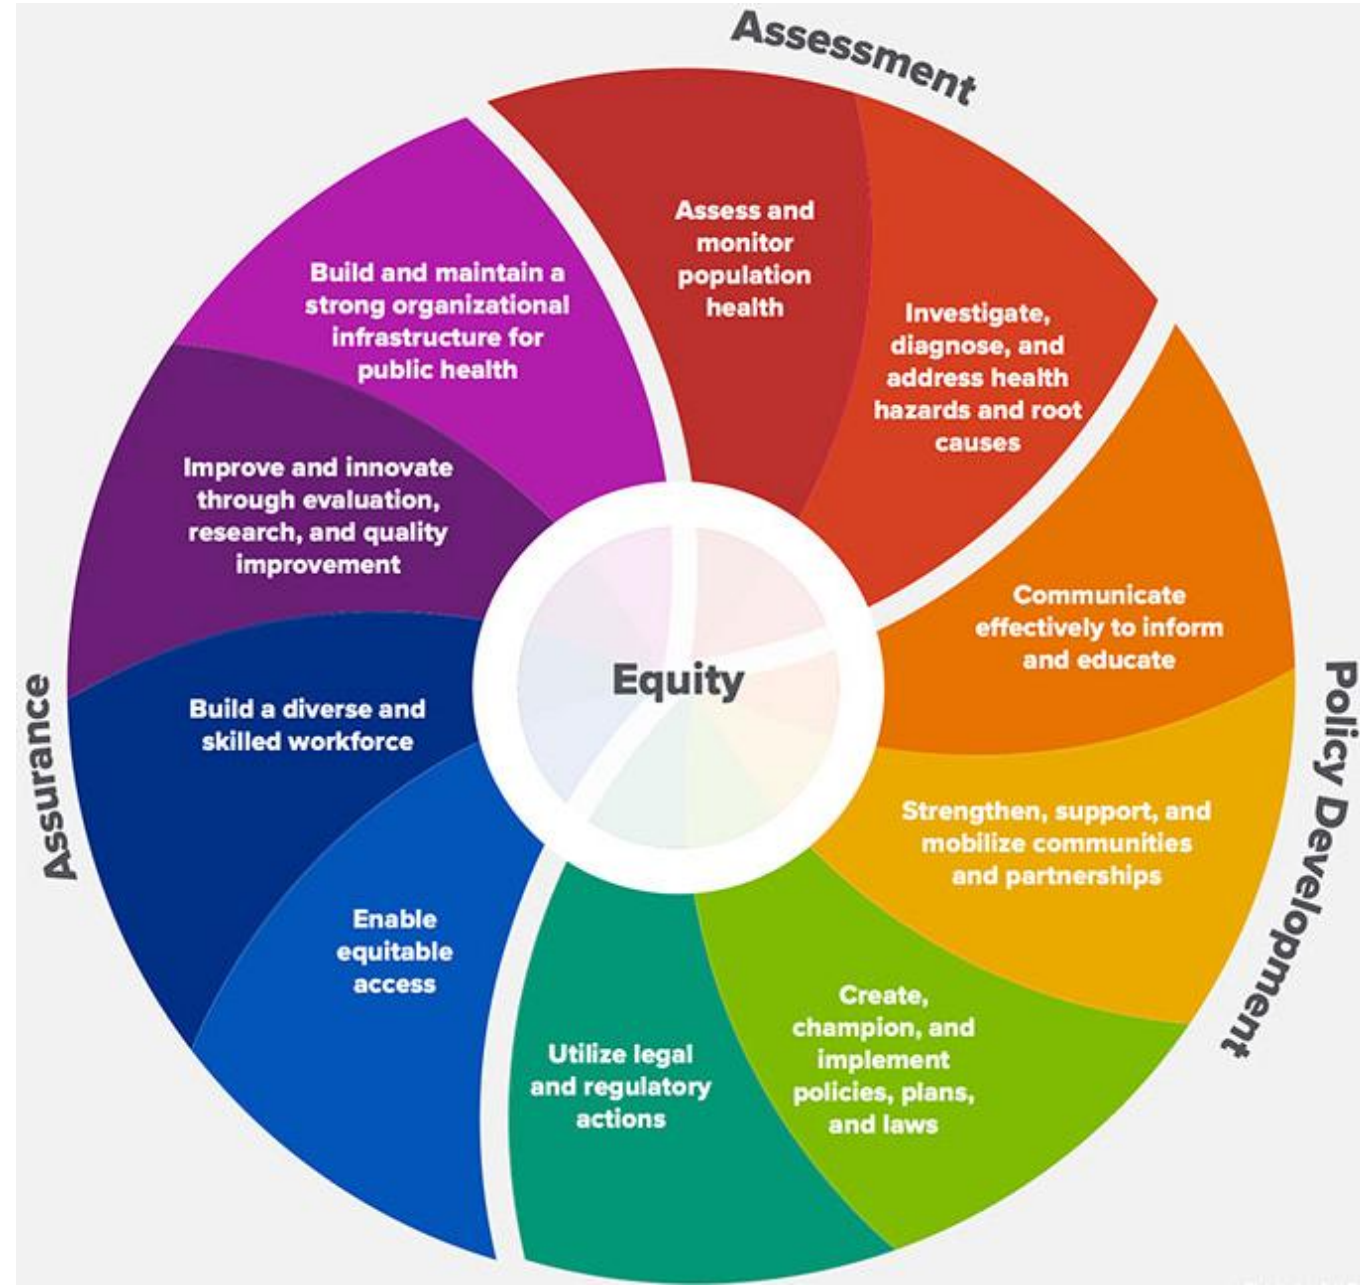 Assessment
Assess and
monitor
population
health
Investigate,
diagnose, and
address health
hazards and root
causes
Communicate
effectively to inform
and educate
Policy Development
Strengthen, support, and
mobilize communities
and partnerships
Create,
champion, and
implement
policies, plans,
and laws
Utilize legal
and regulatory
actions
Assurance
Enable
equitable
access
Build a diverse and
skilled workforce
Improve and innovate
through evaluation,
research, and quality
improvement
Build and maintain a
strong organizational
infrastructure for
public health
Equity